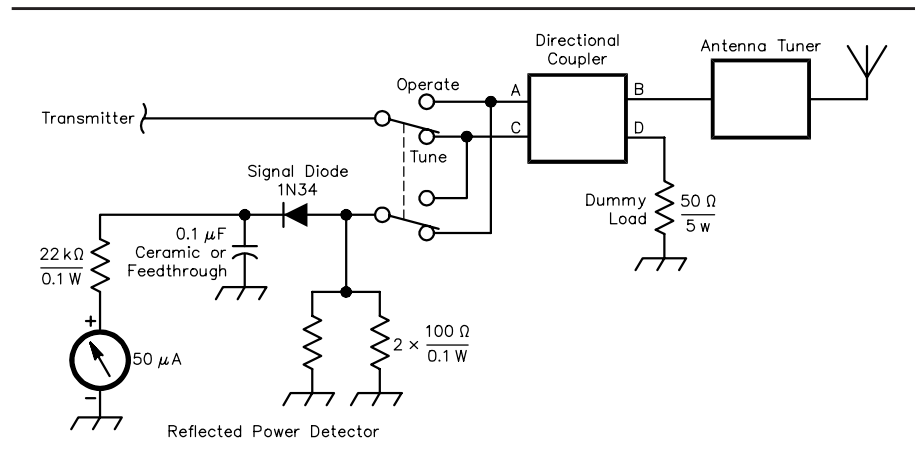 Directional
Coupler
Antenna Tuner
Operate
A
B
Transmitter
C
D
Tune
Signal Diode
1N34
Dummy
Load
50 Ω
5 W
0.1 μF
Ceramic or
Feedthrough
22 kΩ
0.1 W
+
50 μA
−
2 × 100 Ω
0.1 W
Reflected Power Detector